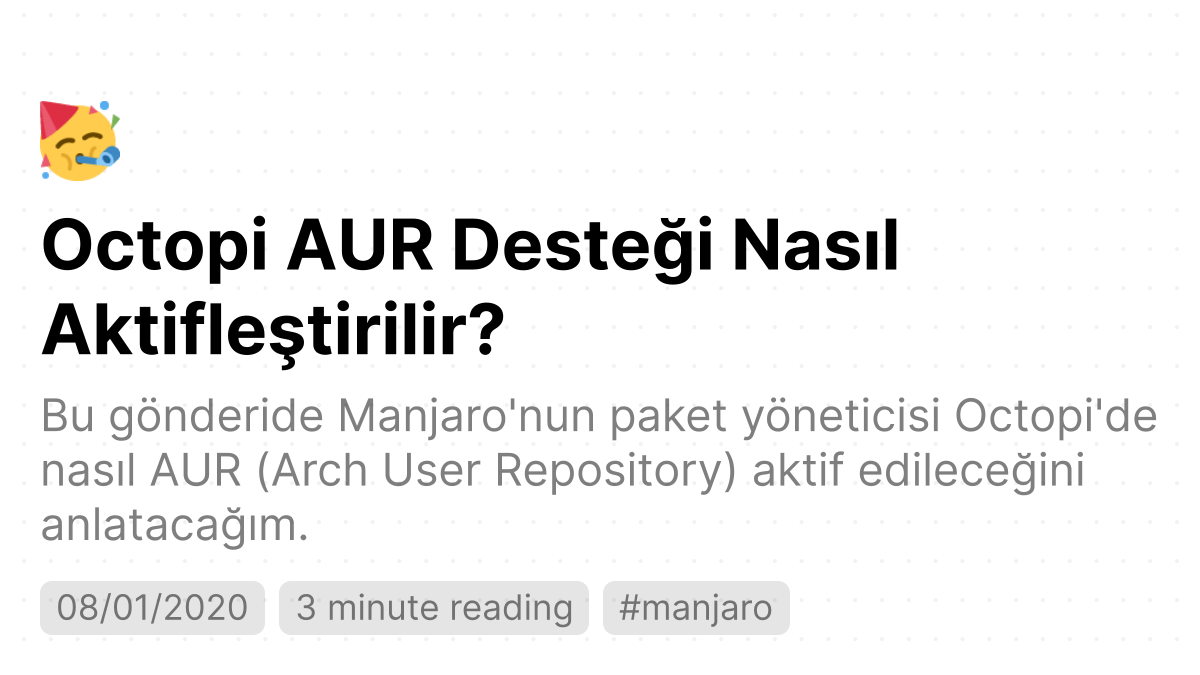 Octopi AUR Desteği Nasıl
Aktifleştirilir?
Bu gönderide Manjaro'nun paket yöneticisi Octopi'de
nasıl AUR (Arch User Repository) aktif edileceğini
anlatacağım.
08/01/2020 3 minute reading #manjaro